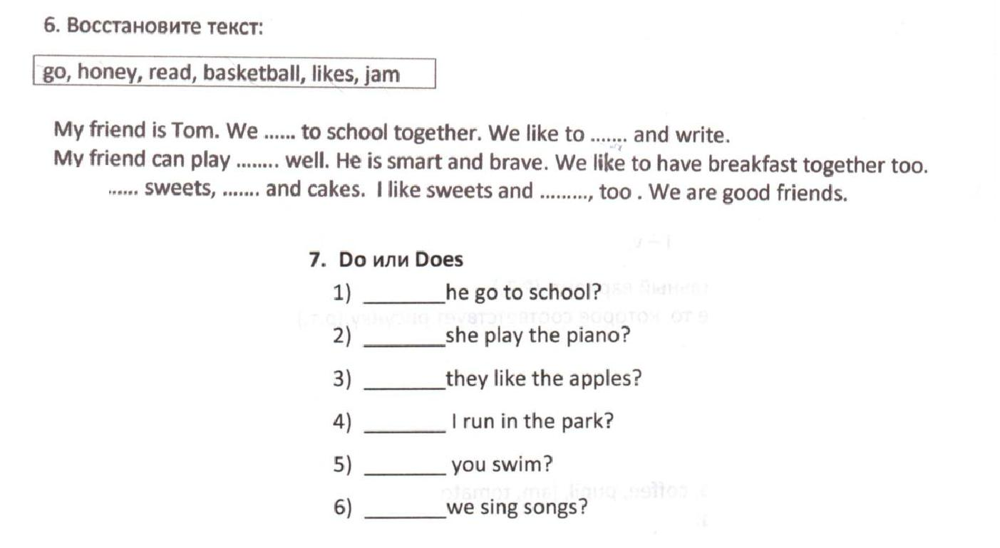 6. Восстановите текст:
go, honey, read, basketball, likes, jam
My friend is Tom. We ...... to school together. We like to ....... and write.
My friend can play ........ well. He is smart and brave. We like to have breakfast together too.
...... sweets, ....... and cakes. I like sweets and ........., too . We are good friends.
7. Do или Does
1) _______he go to school?
2) _______she play the piano?
3) _______they like the apples?
4) _______ I run in the park?
5) _______ you swim?
6) _______we sing songs?